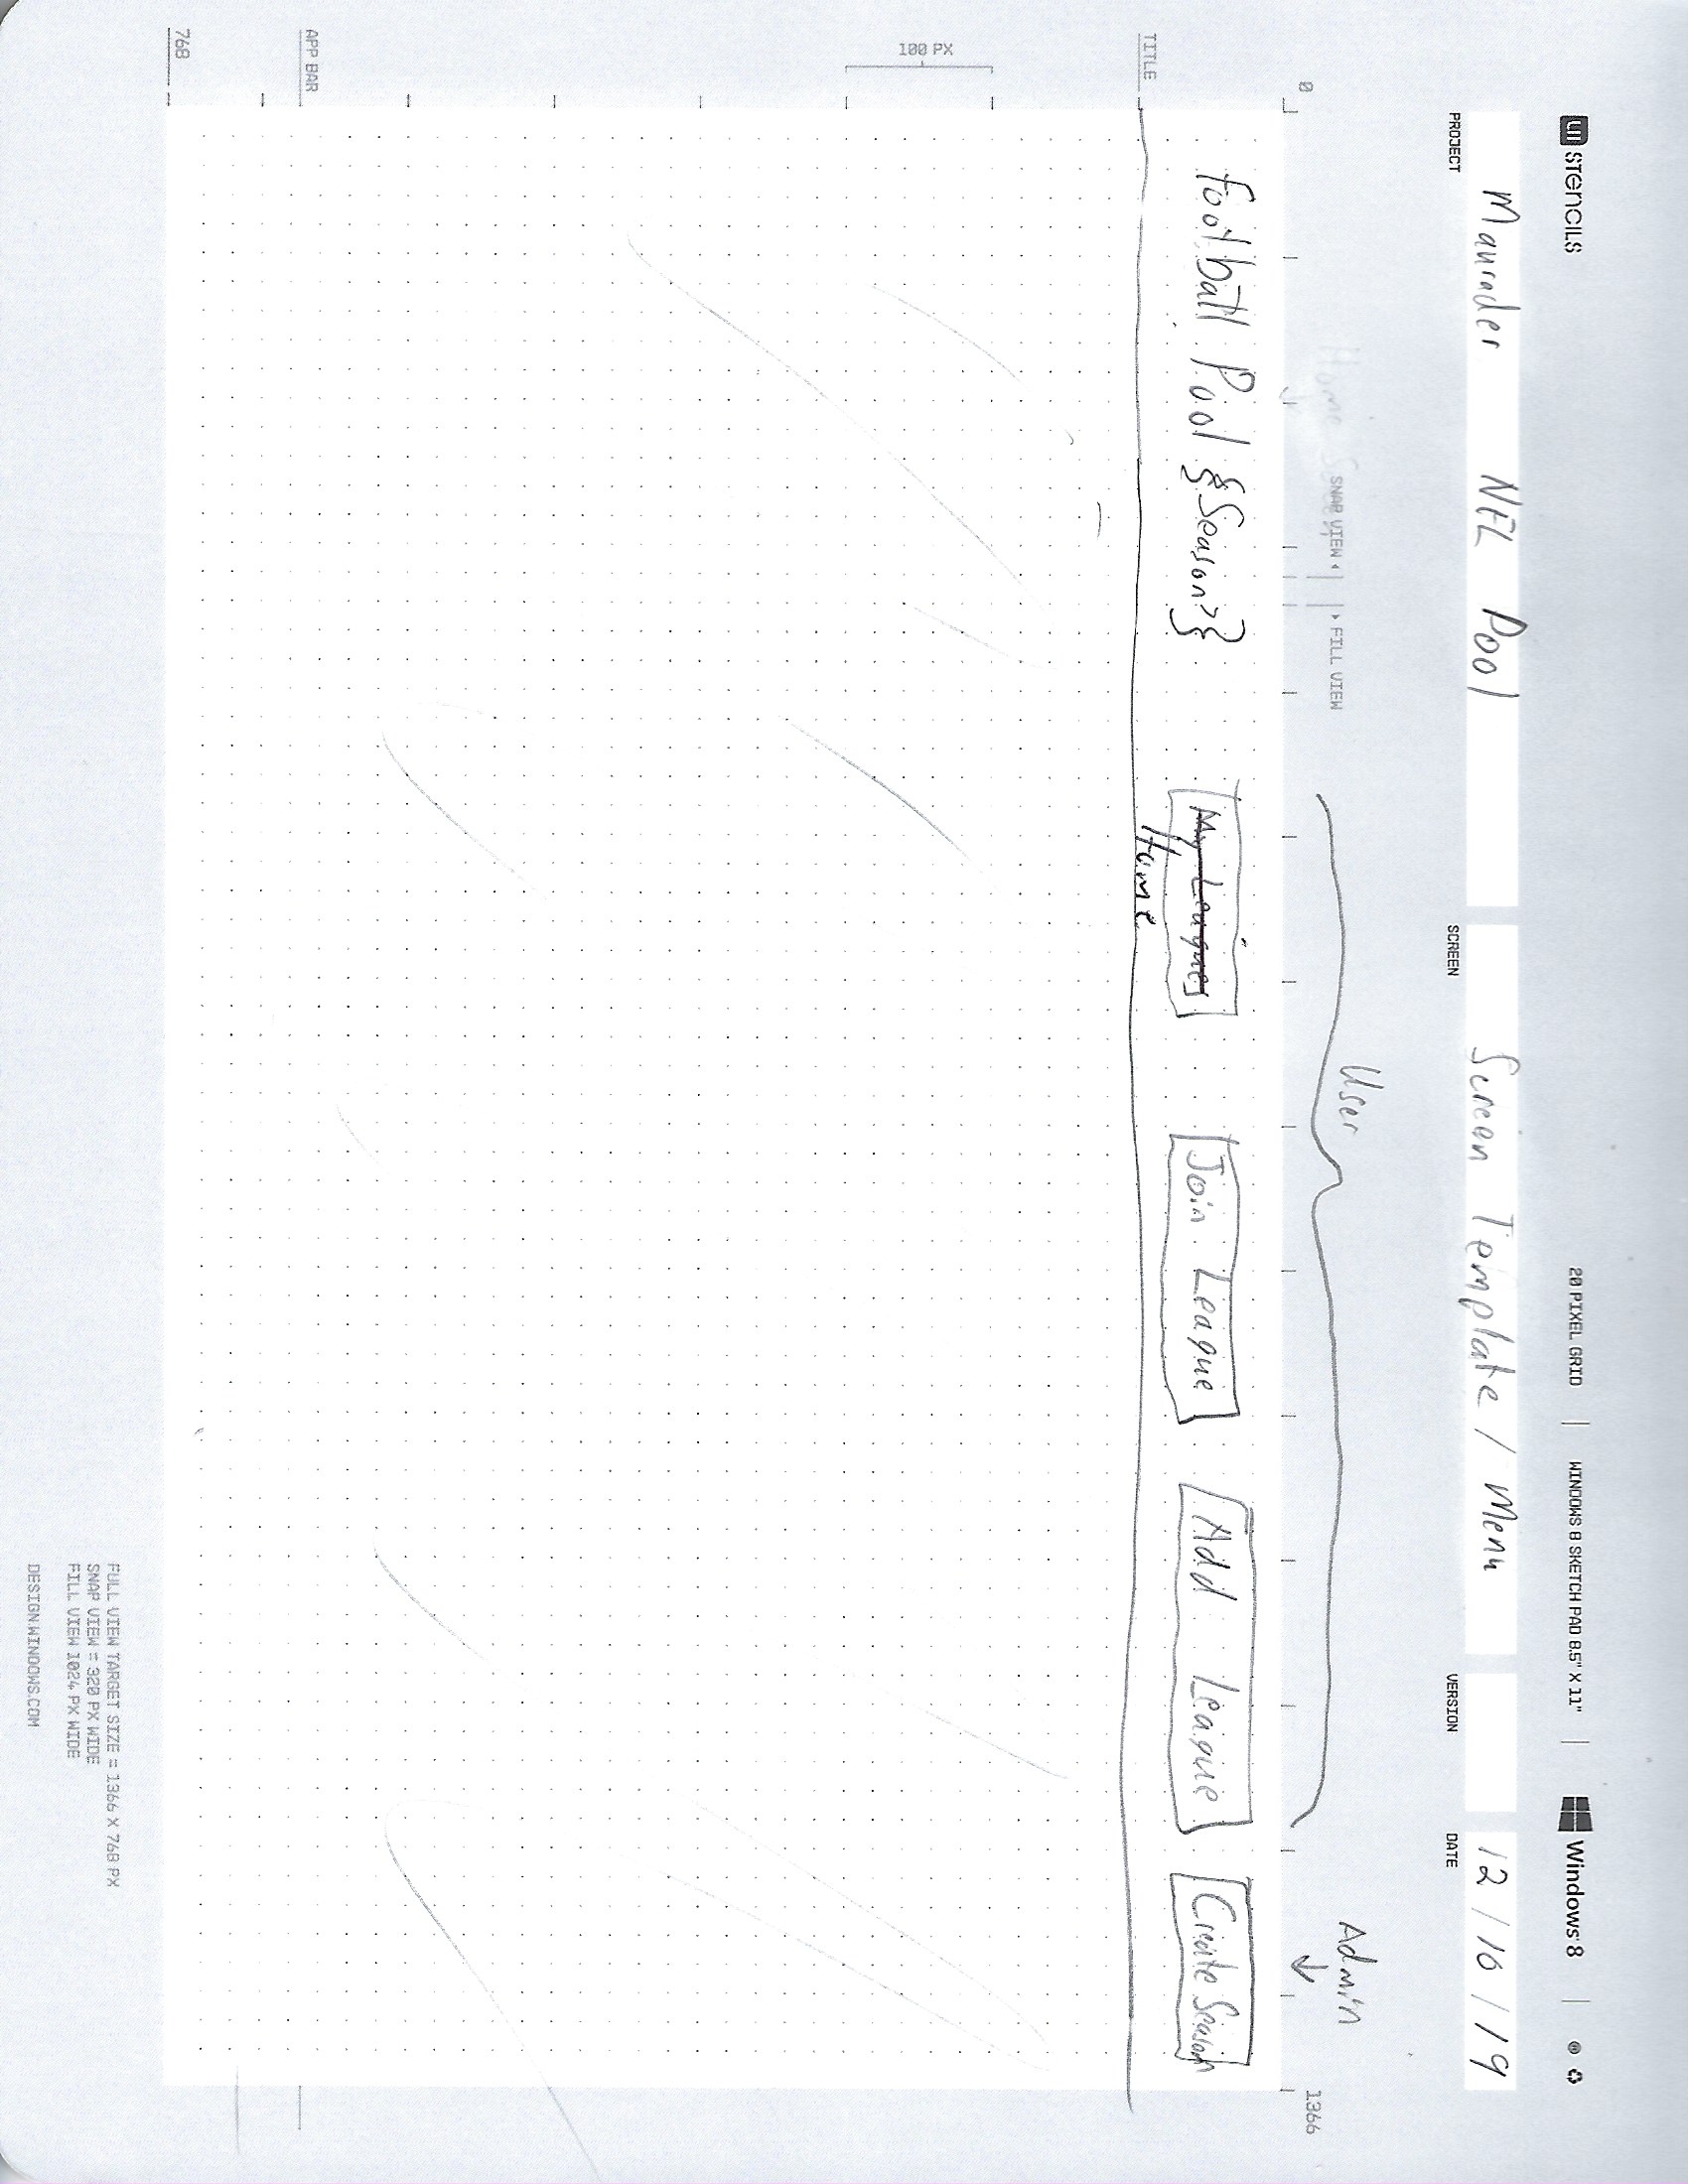 UI STENCILS
20 PIXEL GRID | WINDOWS 8 SKETCH PAD 8.5" X 11" | Windows 8
Maurader NFL Pool
Screen Template / Menu
12 / 10 / 19
PROJECT
SCREEN
VERSION
DATE
User
Admin
Home Screen
SNAP VIEW
FILL VIEW
0
1366
Football Pool {<Season>}
My Leagues
Home
Join League
Add League
Create Season
TITLE
100 PX
APP BAR
768
FULL VIEW TARGET SIZE = 1366 X 768 PX
SNAP VIEW = 320 PX WIDE
FILL VIEW 1024 PX WIDE
DESIGN.WINDOWS.COM